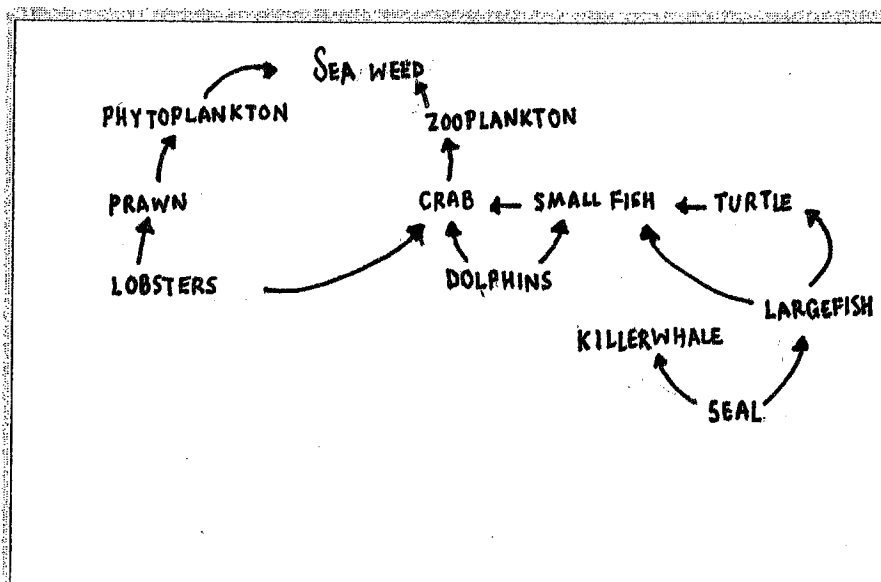 SEA WEED
PHYTOPLANKTON ZOOPLANKTON
PRAWN CRAB SMALL FISH TURTLE
LOBSTERS DOLPHINS
LARGEFISH
KILLERWHALE
SEAL